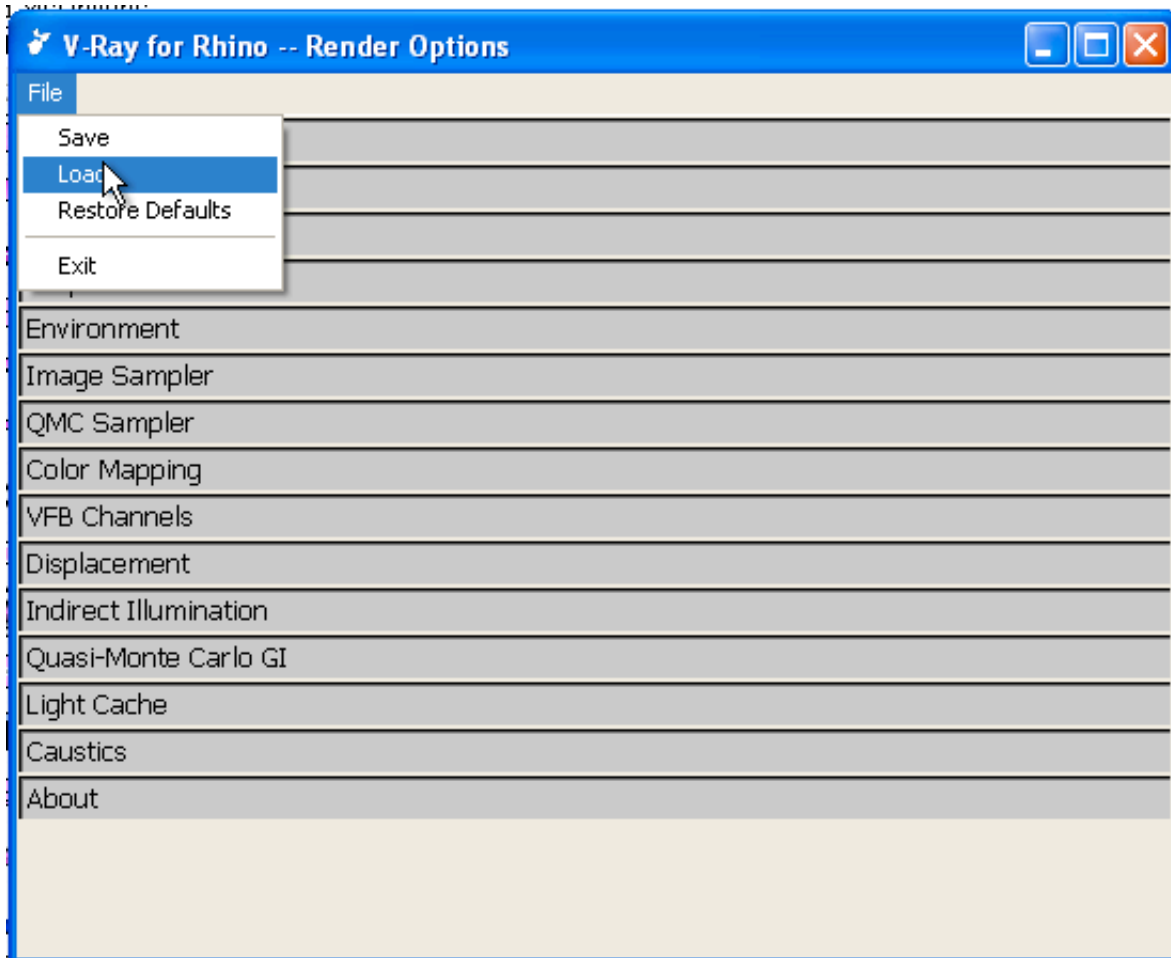 V-Ray for Rhino -- Render Options
File
Save
Load
Restore Defaults
Exit
Environment
Image Sampler
QMC Sampler
Color Mapping
VFB Channels
Displacement
Indirect Illumination
Quasi-Monte Carlo GI
Light Cache
Caustics
About